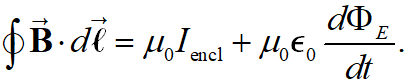 ∮B⃗ · dℓ⃗ = μ₀I_encl + μ₀ϵ₀ dΦ_E/dt.